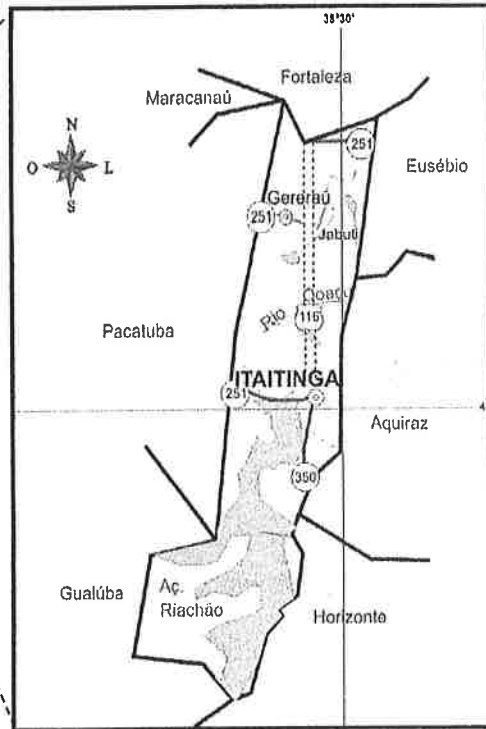 38°30'
Fortaleza
Maracanaú
N
O L
S
251
Eusébio
Gereraú
251
Jabuti
Rio Coaçu
116
Pacatuba
ITAITINGA
251
Aquiraz
350
Guaiúba
Aç.
Riachão
Horizonte